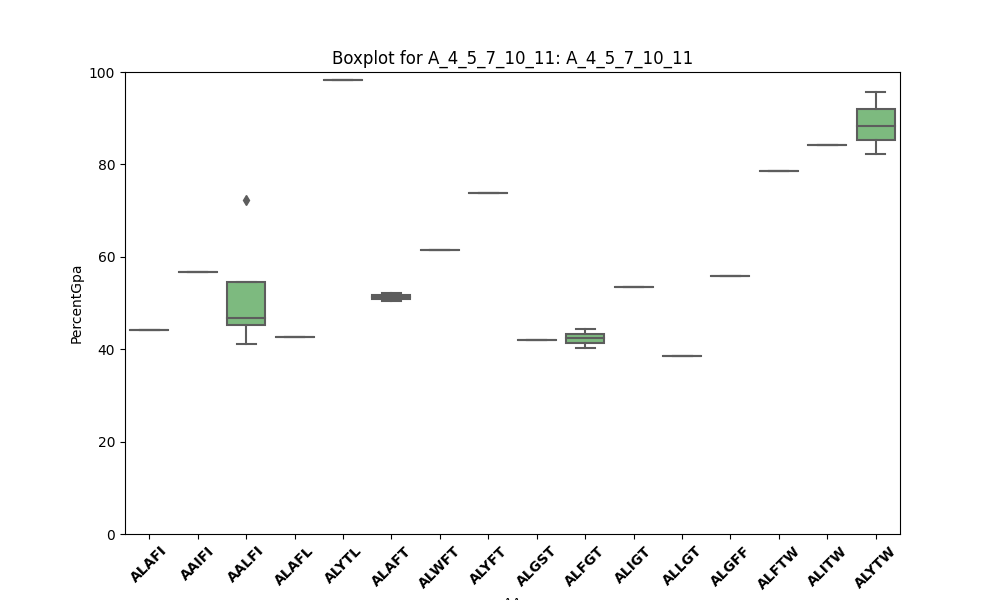 Boxplot for A_4_5_7_10_11: A_4_5_7_10_11
100
80
60
40
20
0
PercentGpa
ALAFI AAIFI AALFI ALAFL ALYTL ALAFT ALWFT ALYFT ALGST ALFGT ALIGT ALLGT ALGFF ALFTW ALITW ALYTW